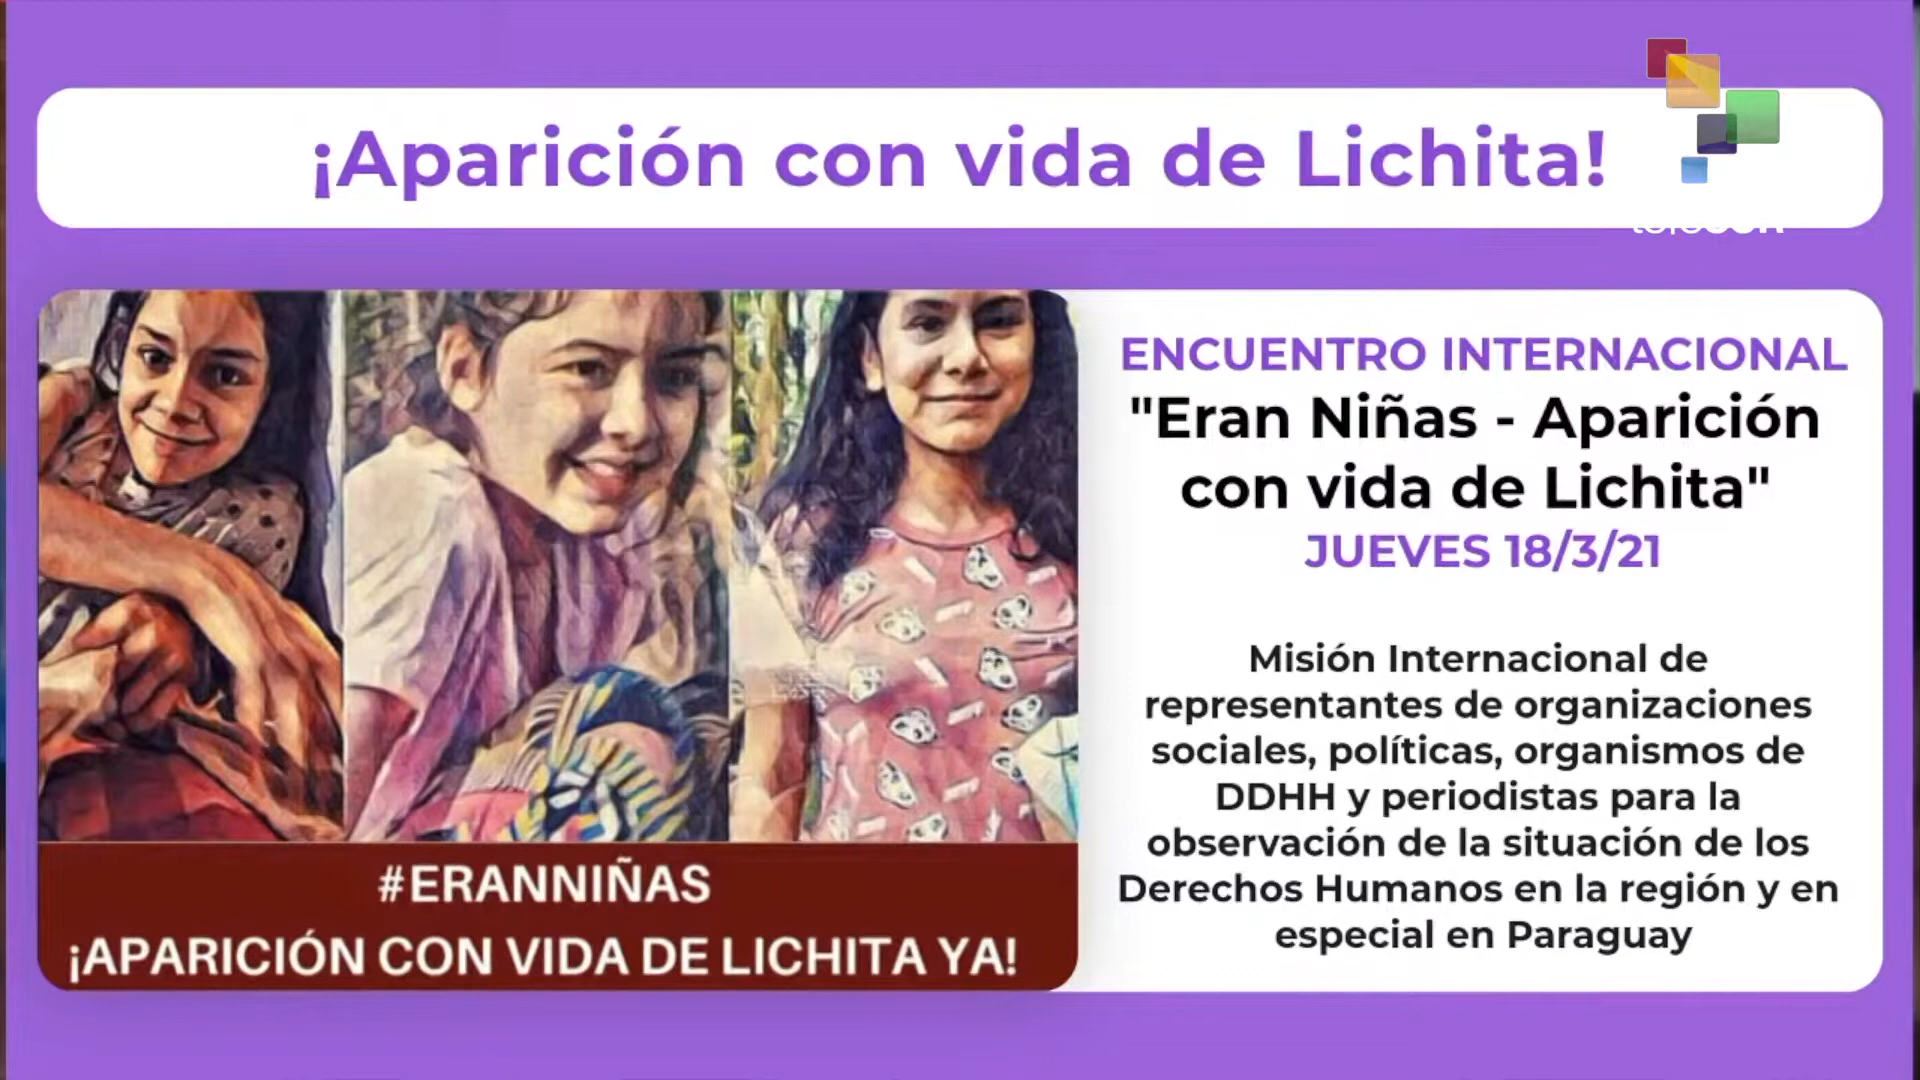 ¡Aparición con vida de Lichita!
#ERANNIÑAS
¡APARICIÓN CON VIDA DE LICHITA YA!
ENCUENTRO INTERNACIONAL
"Eran Niñas - Aparición
con vida de Lichita"
JUEVES 18/3/21
Misión Internacional de
representantes de organizaciones
sociales, políticas, organismos de
DDHH y periodistas para la
observación de la situación de los
Derechos Humanos en la región y en
especial en Paraguay